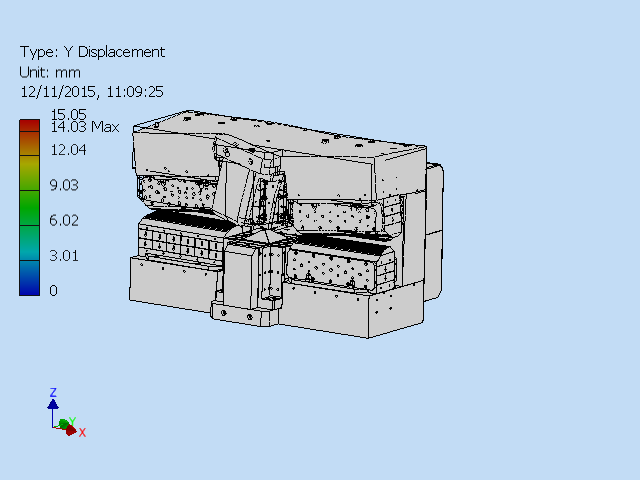 Type: Y Displacement
Unit: mm
12/11/2015, 11:09:25
15.05
14.03 Max
12.04
9.03
6.02
3.01
0
Z
Y
X